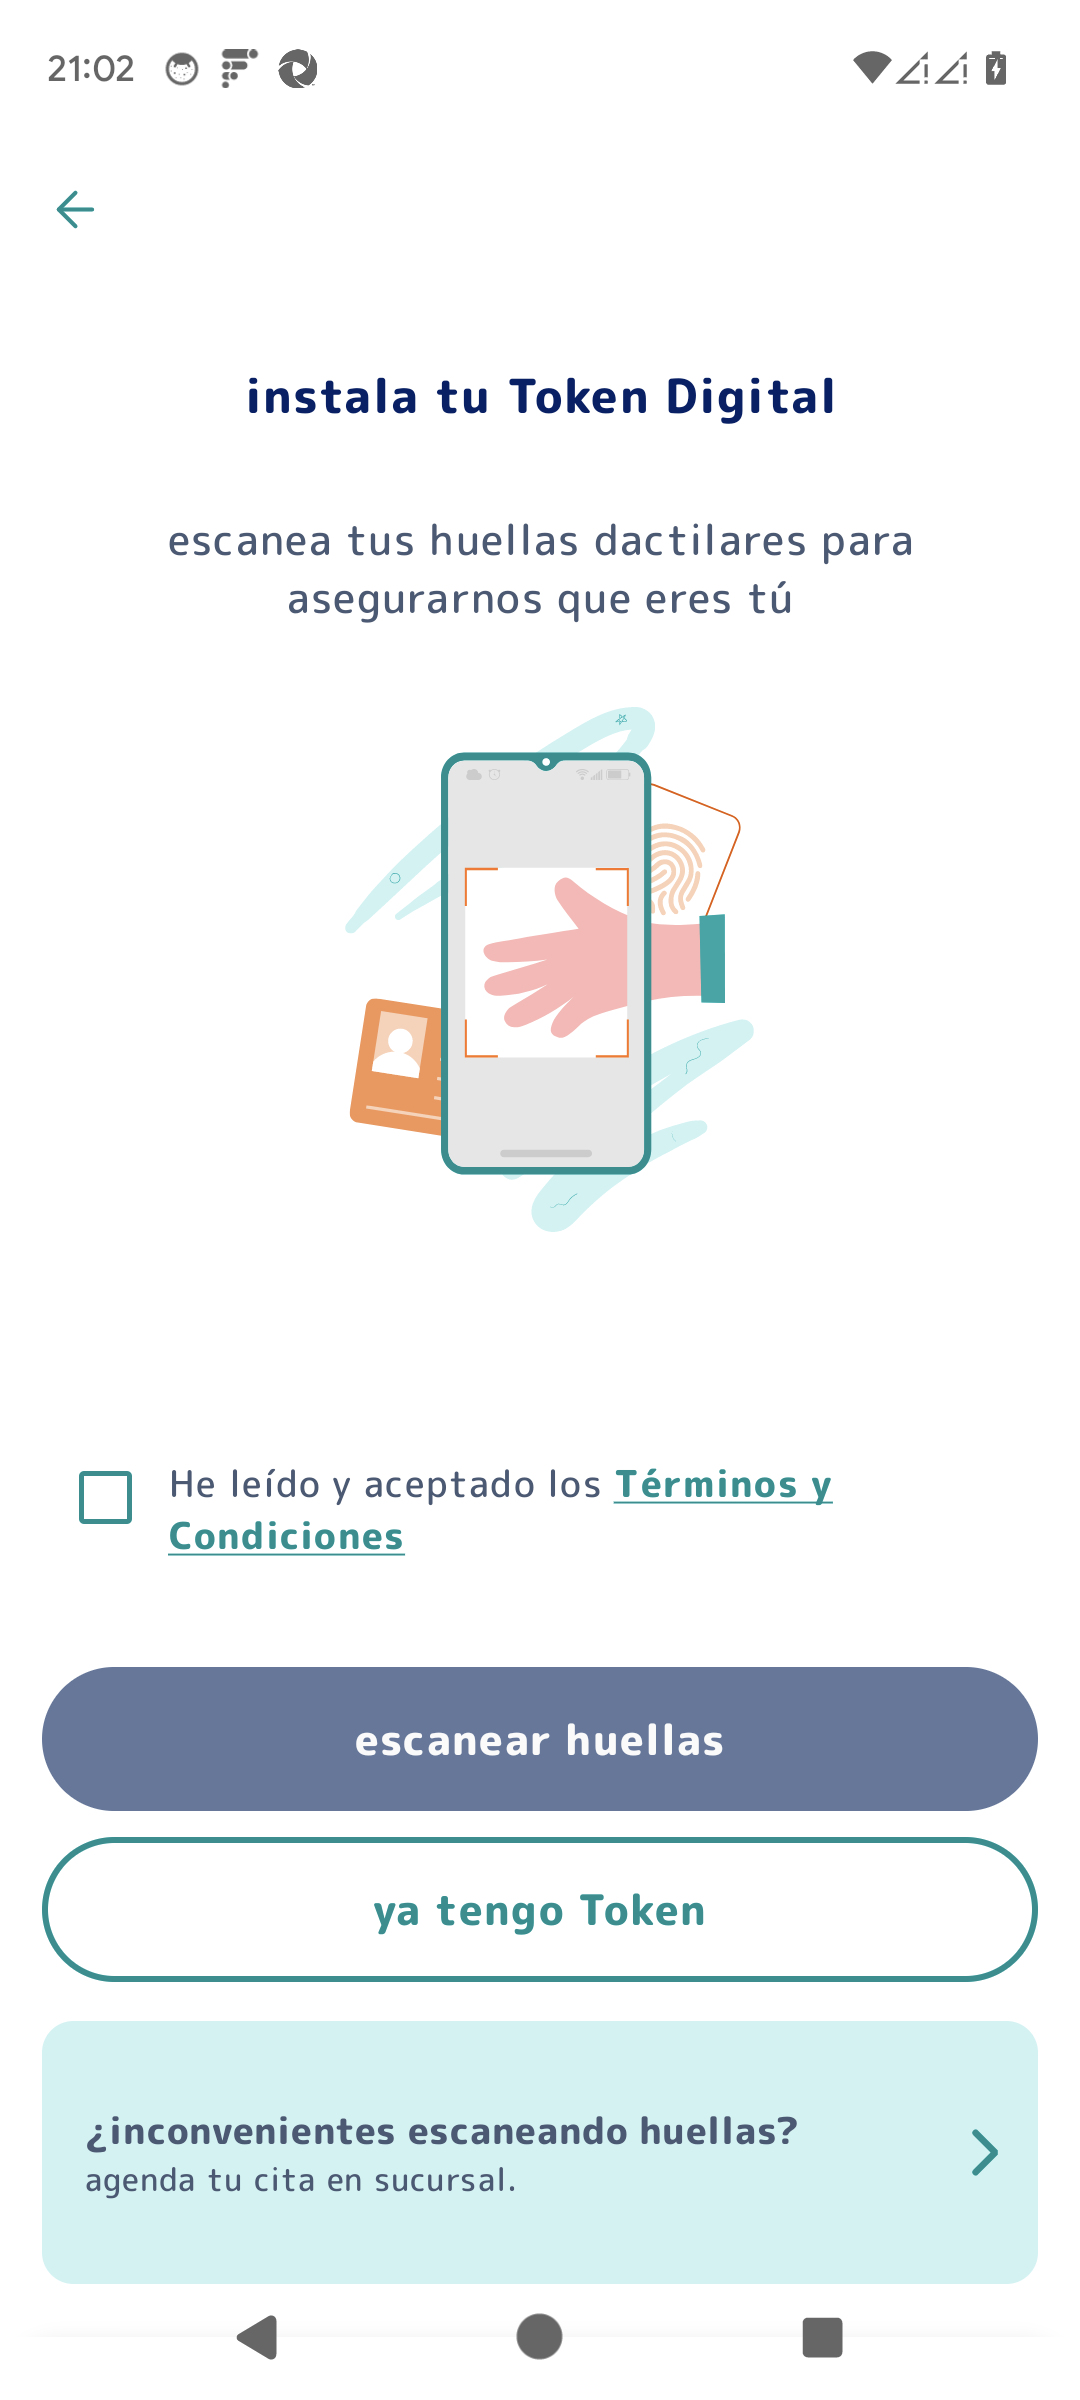 21:02
instala tu Token Digital
escanea tus huellas dactilares para
asegurarnos que eres tú
He leído y aceptado los Términos y
Condiciones
escanear huellas
ya tengo Token
¿inconvenientes escaneando huellas?
agenda tu cita en sucursal.